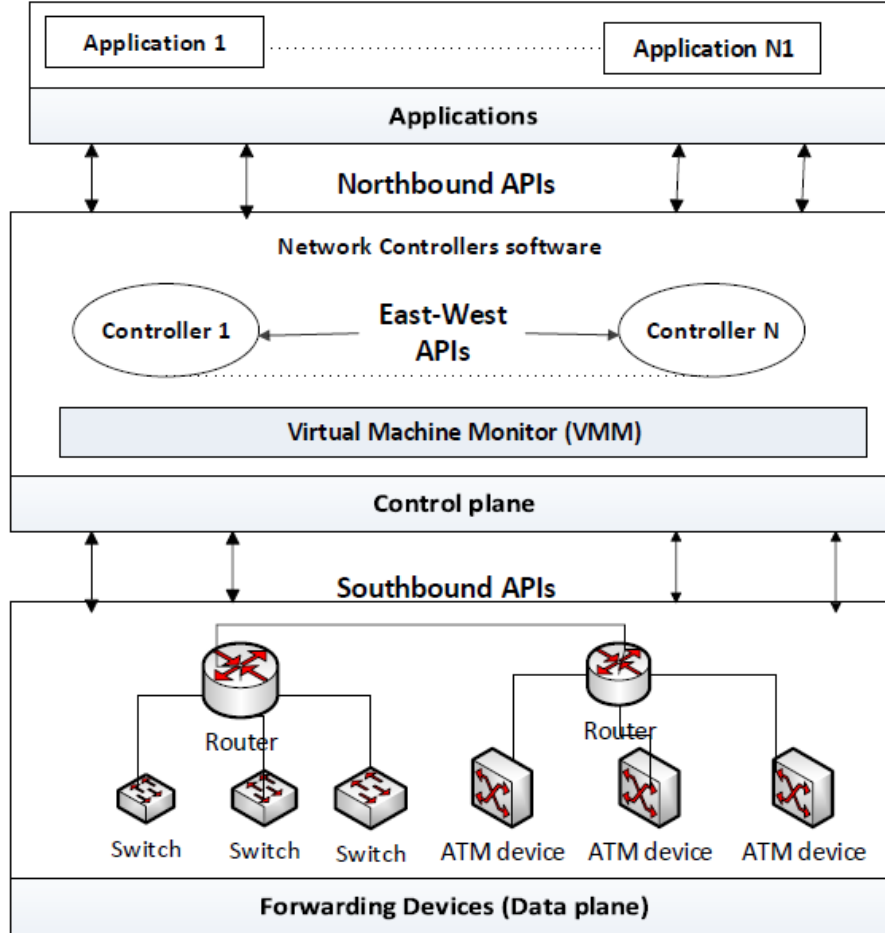 Application 1
Application N1
Applications
Northbound APIs
Network Controllers software
Controller 1
East-West
APIs
Controller N
Virtual Machine Monitor (VMM)
Control plane
Southbound APIs
Router
Router
Switch
Switch
Switch
ATM device
ATM device
ATM device
Forwarding Devices (Data plane)